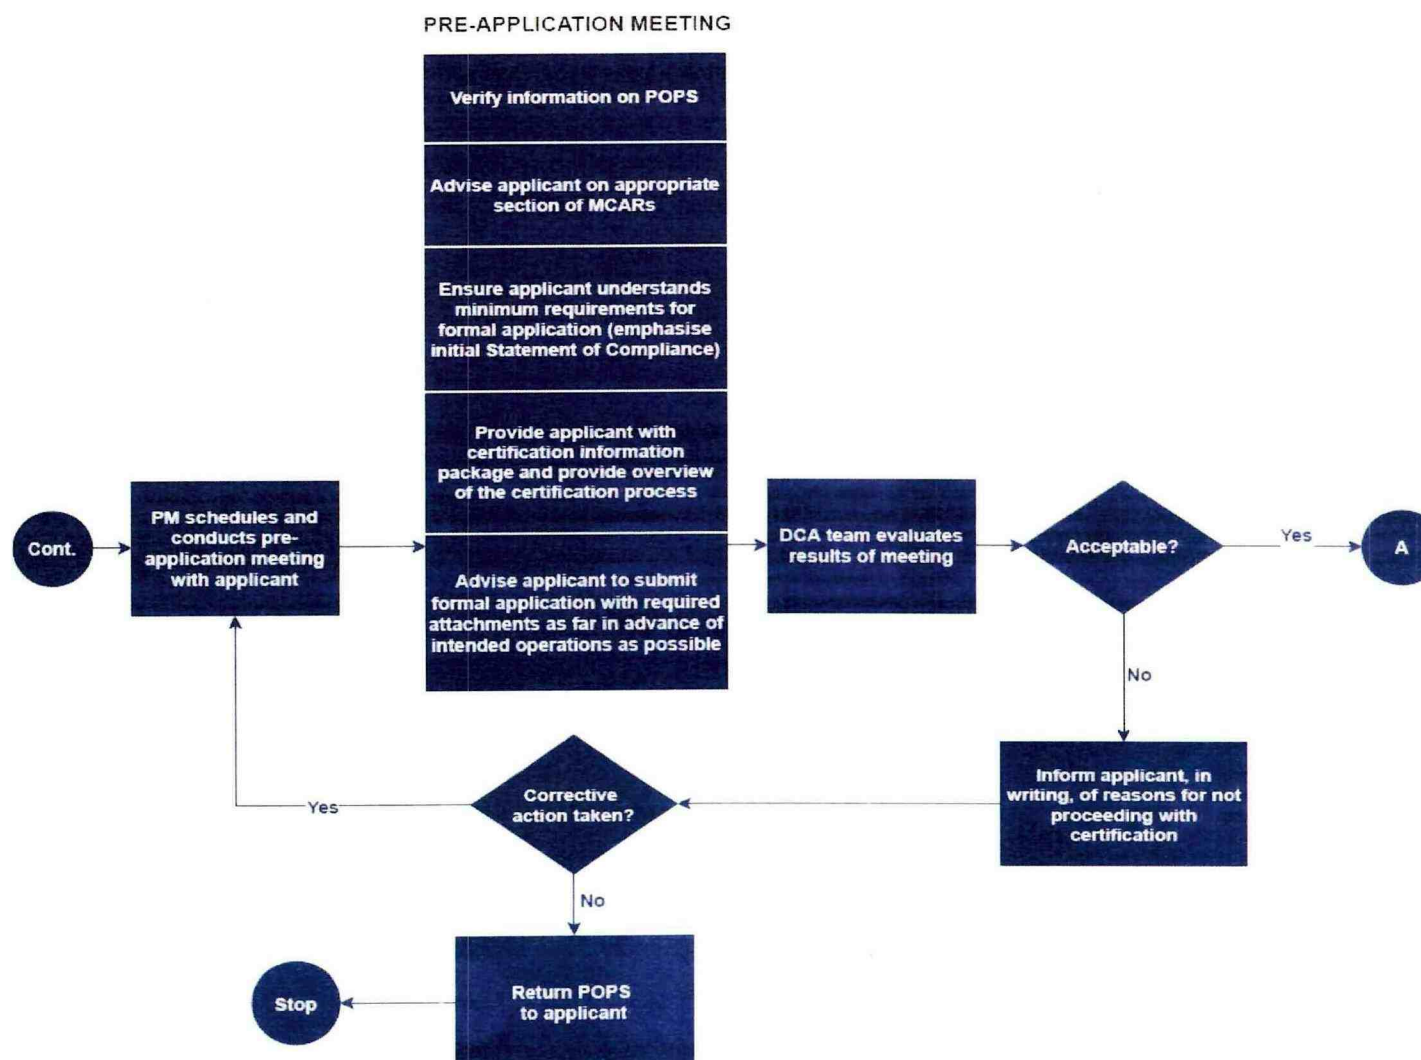 PRE-APPLICATION MEETING
Verify information on POPS
Advise applicant on appropriate
section of MCARs
Ensure applicant understands
minimum requirements for
formal application (emphasise
initial Statement of Compliance)
Provide applicant with
certification information
package and provide overview
of the certification process
Advise applicant to submit
formal application with required
attachments as far in advance of
intended operations as possible
Cont.
PM schedules and
conducts pre-
application meeting
with applicant
DCA team evaluates
results of meeting
Acceptable?
Yes
A
No
Inform applicant, in
writing, of reasons for not
proceeding with
certification
Corrective
action taken?
Yes
No
Return POPS
to applicant
Stop